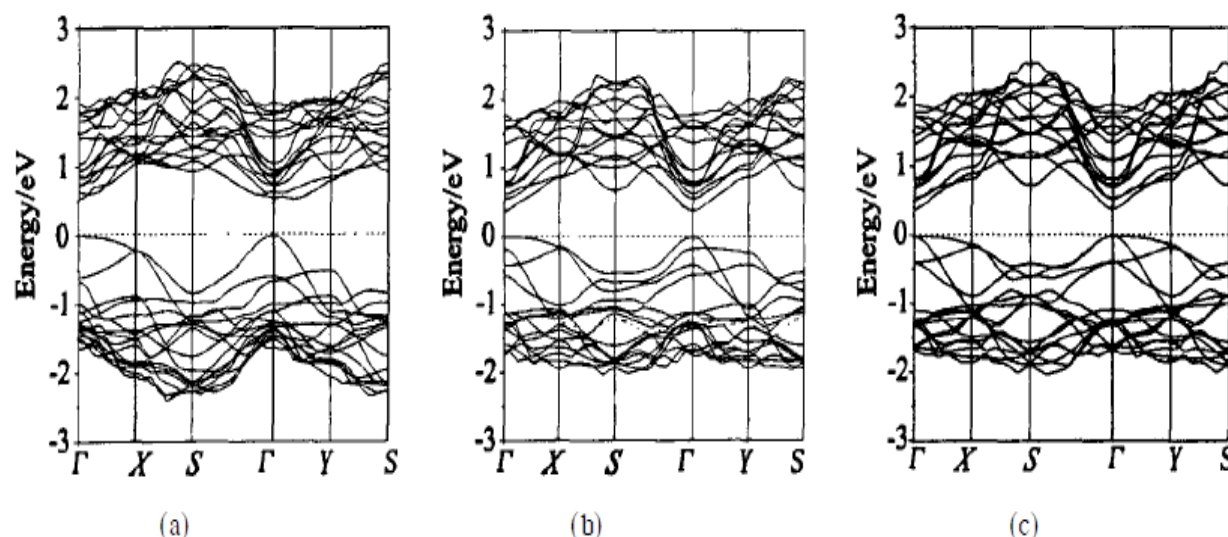 3 3 3
2 2 2
1 1 1
0 0 0
-1 -1 -1
-2 -2 -2
-3 -3 -3
Energy/eV Energy/eV Energy/eV
Γ X S Γ Y S Γ X S Γ Y S Γ X S Γ Y S
(a) (b) (c)